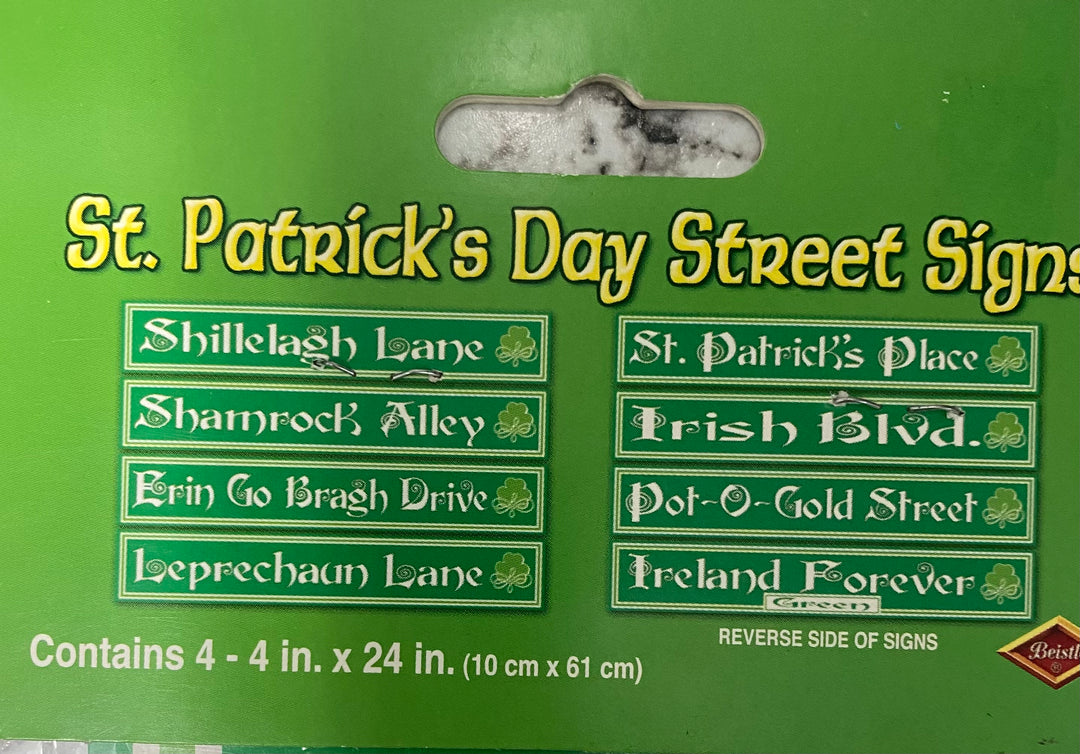 St. Patrick's Day Street Signs
Shillelagh Lane
Shamrock Alley
Erin Go Bragh Drive
Leprechaun Lane
St. Patrick's Place
Irish Blvd.
Pot-O-Gold Street
Ireland Forever
Green
REVERSE SIDE OF SIGNS
Contains 4 - 4 in. x 24 in. (10 cm x 61 cm)
Beistl
®